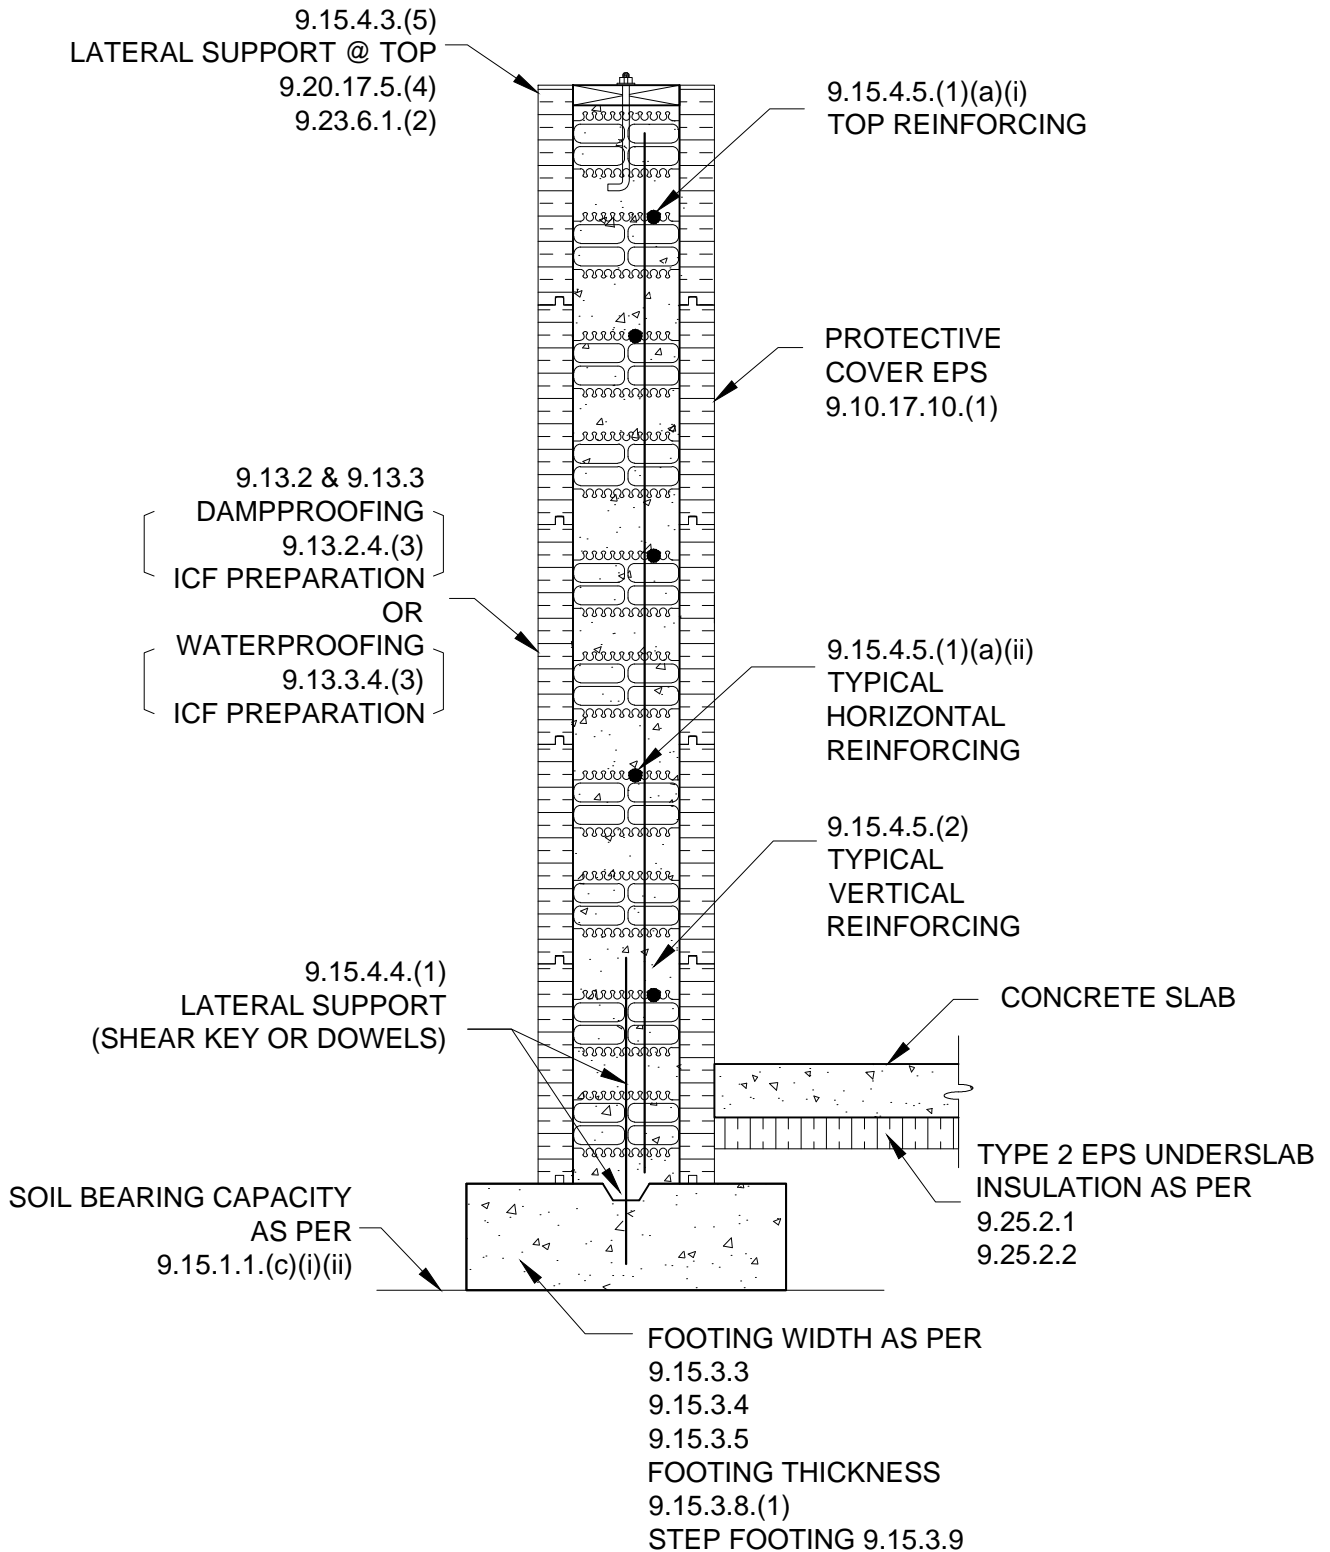 9.15.4.3.(5)
LATERAL SUPPORT @ TOP
9.20.17.5.(4)
9.23.6.1.(2)
9.15.4.5.(1)(a)(i)
TOP REINFORCING
PROTECTIVE
COVER EPS
9.10.17.10.(1)
9.13.2 & 9.13.3
DAMPPROOFING
9.13.2.4.(3)
ICF PREPARATION
OR
WATERPROOFING
9.13.3.4.(3)
ICF PREPARATION
9.15.4.5.(1)(a)(ii)
TYPICAL
HORIZONTAL
REINFORCING
9.15.4.5.(2)
TYPICAL
VERTICAL
REINFORCING
9.15.4.4.(1)
LATERAL SUPPORT
(SHEAR KEY OR DOWELS)
CONCRETE SLAB
TYPE 2 EPS UNDERSLAB
INSULATION AS PER
9.25.2.1
9.25.2.2
SOIL BEARING CAPACITY
AS PER
9.15.1.1.(c)(i)(ii)
FOOTING WIDTH AS PER
9.15.3.3
9.15.3.4
9.15.3.5
FOOTING THICKNESS
9.15.3.8.(1)
STEP FOOTING 9.15.3.9